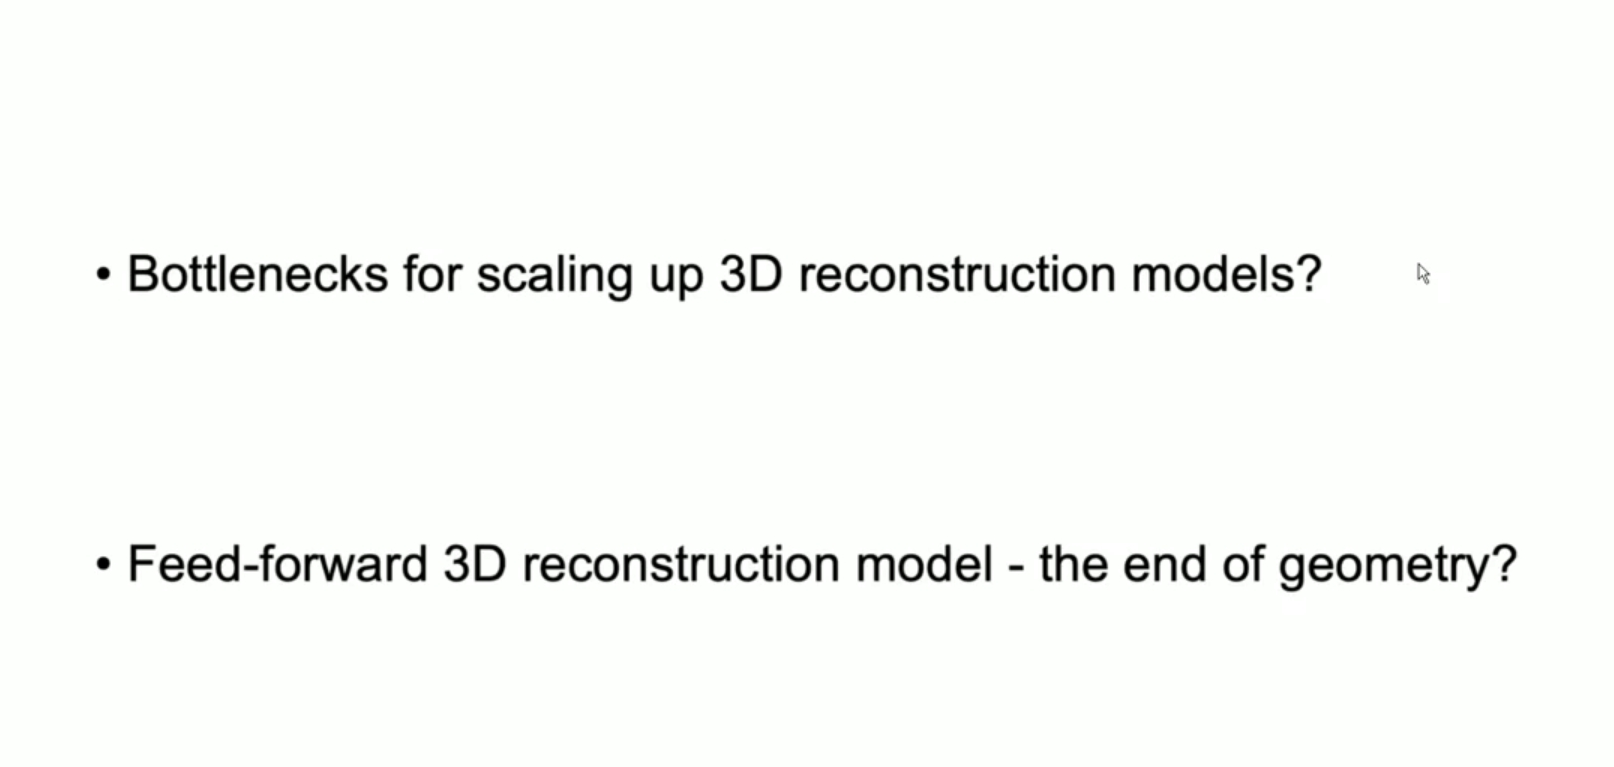 • Bottlenecks for scaling up 3D reconstruction models?
• Feed-forward 3D reconstruction model - the end of geometry?